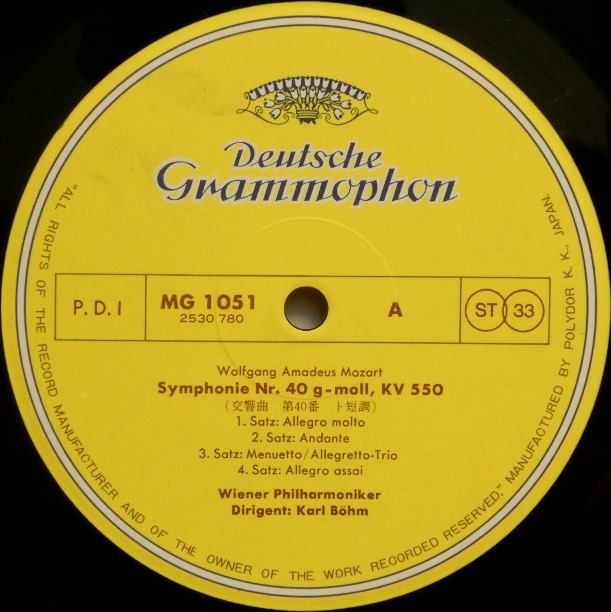 Deutsche
Grammophon
P.D.I
MG 1051
2530 780
A
ST 33
Wolfgang Amadeus Mozart
Symphonie Nr. 40 g-moll, KV 550
(交響曲 第40番 ト短調)
1. Satz: Allegro molto
2. Satz: Andante
3. Satz: Menuetto/Allegretto-Trio
4. Satz: Allegro assai
Wiener Philharmoniker
Dirigent: Karl Böhm
"ALL RIGHTS OF THE RECORD MANUFACTURER AND OF THE OWNER OF THE WORK RECORDED RESERVED." MANUFACTURED BY POLYDOR K. K., JAPAN.